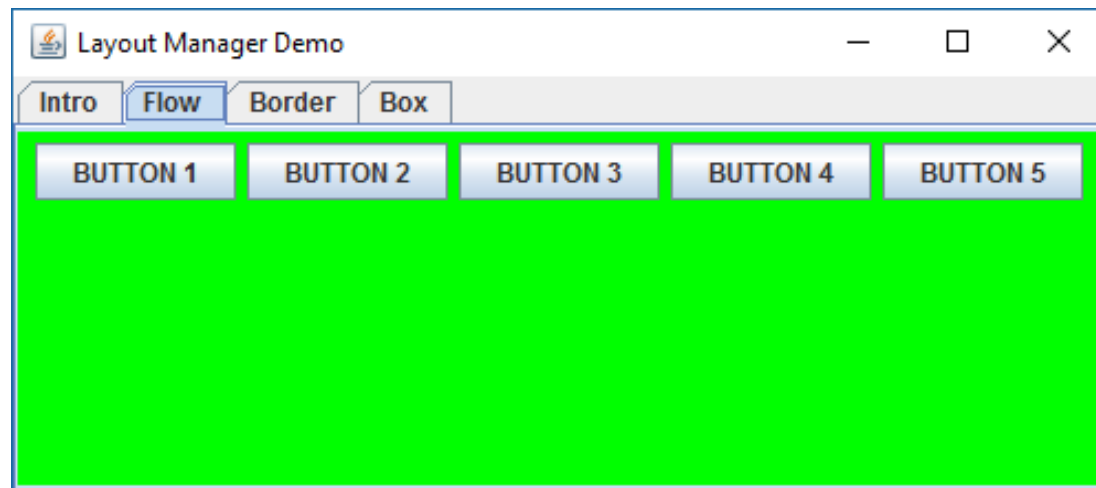 Layout Manager Demo
Intro Flow Border Box
BUTTON 1 BUTTON 2 BUTTON 3 BUTTON 4 BUTTON 5